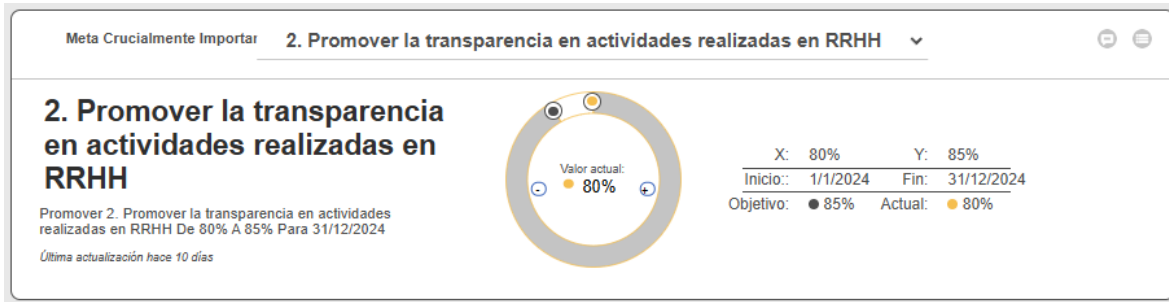 Meta Crucialmente Importar
2. Promover la transparencia en actividades realizadas en RRHH
2. Promover la transparencia
en actividades realizadas en
RRHH
Promover 2. Promover la transparencia en actividades
realizadas en RRHH De 80% A 85% Para 31/12/2024
Última actualización hace 10 días
Valor actual:
80%
-
+
X: 80% Y: 85%
Inicio:: 1/1/2024 Fin: 31/12/2024
Objetivo: 85% Actual: 80%